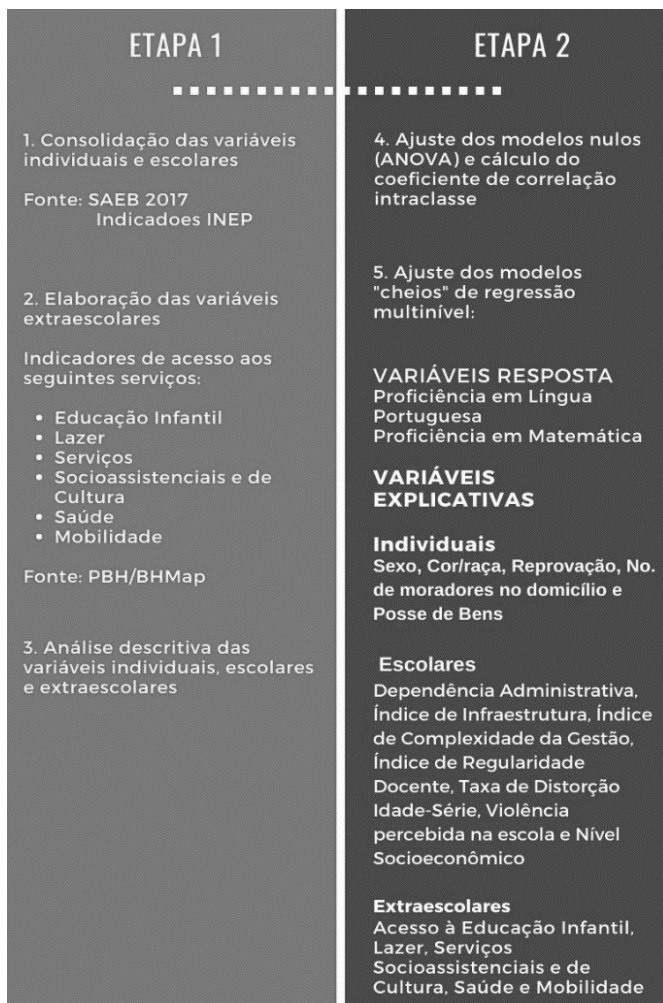 ETAPA 1
1. Consolidação das variáveis
individuais e escolares
Fonte: SAEB 2017
Indicadoes INEP
2. Elaboração das variáveis
extraescolares
Indicadores de acesso aos
seguintes serviços:
• Educação Infantil
• Lazer
• Serviços
• Socioassistenciais e de
Cultura
• Saúde
• Mobilidade
Fonte: PBH/BHMap
3. Análise descritiva das
variáveis individuais, escolares
e extraescolares
ETAPA 2
4. Ajuste dos modelos nulos
(ANOVA) e cálculo do
coeficiente de correlação
intraclasse
5. Ajuste dos modelos
"cheios" de regressão
multinível:
VARIÁVEIS RESPOSTA
Proficiência em Língua
Portuguesa
Proficiência em Matemática
VARIÁVEIS
EXPLICATIVAS
Individuais
Sexo, Cor/raça, Reprovação, No.
de moradores no domicílio e
Posse de Bens
Escolares
Dependência Administrativa,
Índice de Infraestrutura, Índice
de Complexidade da Gestão,
Índice de Regularidade
Docente, Taxa de Distorção
Idade-Série, Violência
percebida na escola e Nível
Socioeconômico
Extraescolares
Acesso à Educação Infantil,
Lazer, Serviços
Socioassistenciais e de
Cultura, Saúde e Mobilidade